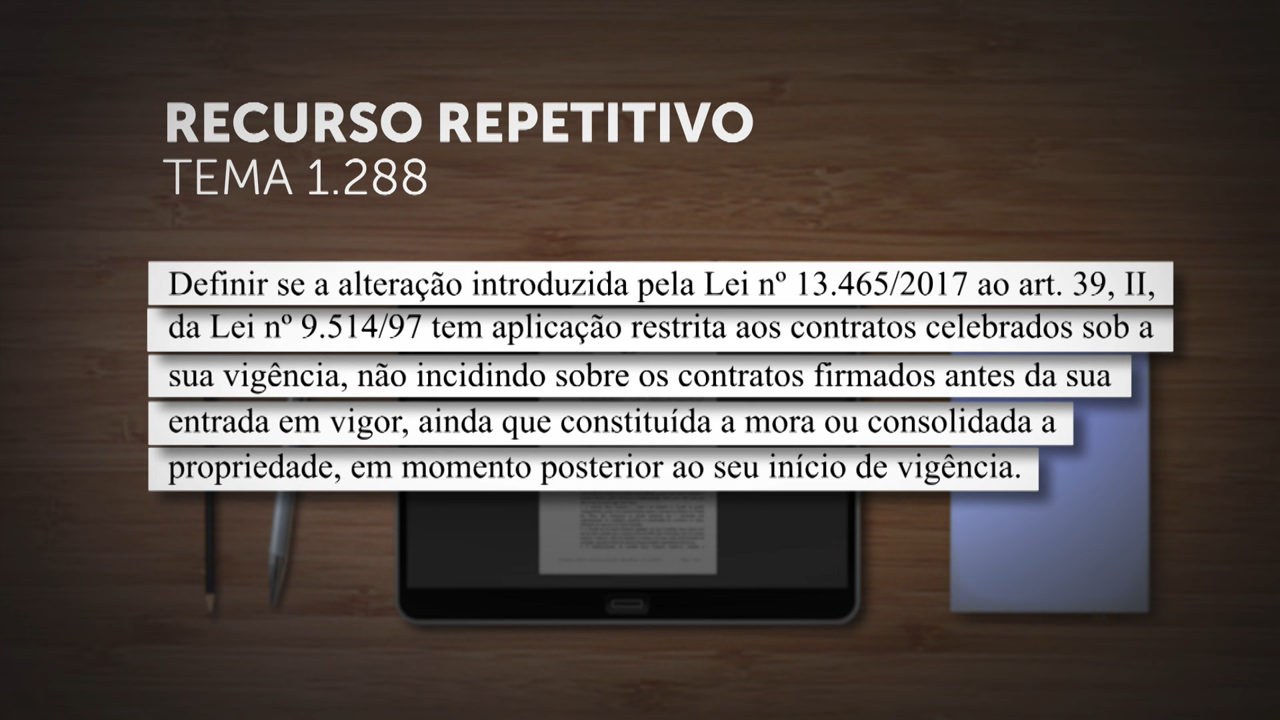 RECURSO REPETITIVO
TEMA 1.288
Definir se a alteração introduzida pela Lei nº 13.465/2017 ao art. 39, II,
da Lei nº 9.514/97 tem aplicação restrita aos contratos celebrados sob a
sua vigência, não incidindo sobre os contratos firmados antes da sua
entrada em vigor, ainda que constituída a mora ou consolidada a
propriedade, em momento posterior ao seu início de vigência.